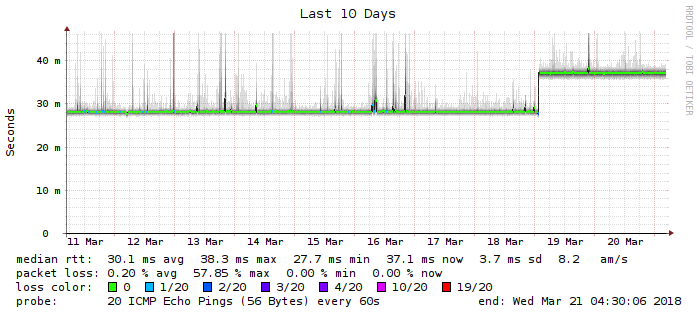 Last 10 Days
RRDTOOL / TOBI OETIKER
Seconds
40 m
30 m
20 m
10 m
0
11 Mar 12 Mar 13 Mar 14 Mar 15 Mar 16 Mar 17 Mar 18 Mar 19 Mar 20 Mar
median rtt: 30.1 ms avg 38.3 ms max 27.7 ms min 37.1 ms now 3.7 ms sd 8.2 am/s
packet loss: 0.20 % avg 57.85 % max 0.00 % min 0.00 % now
loss color: 0 1/20 2/20 3/20 4/20 10/20 19/20
probe: 20 ICMP Echo Pings (56 Bytes) every 60s end: Wed Mar 21 04:30:06 2018